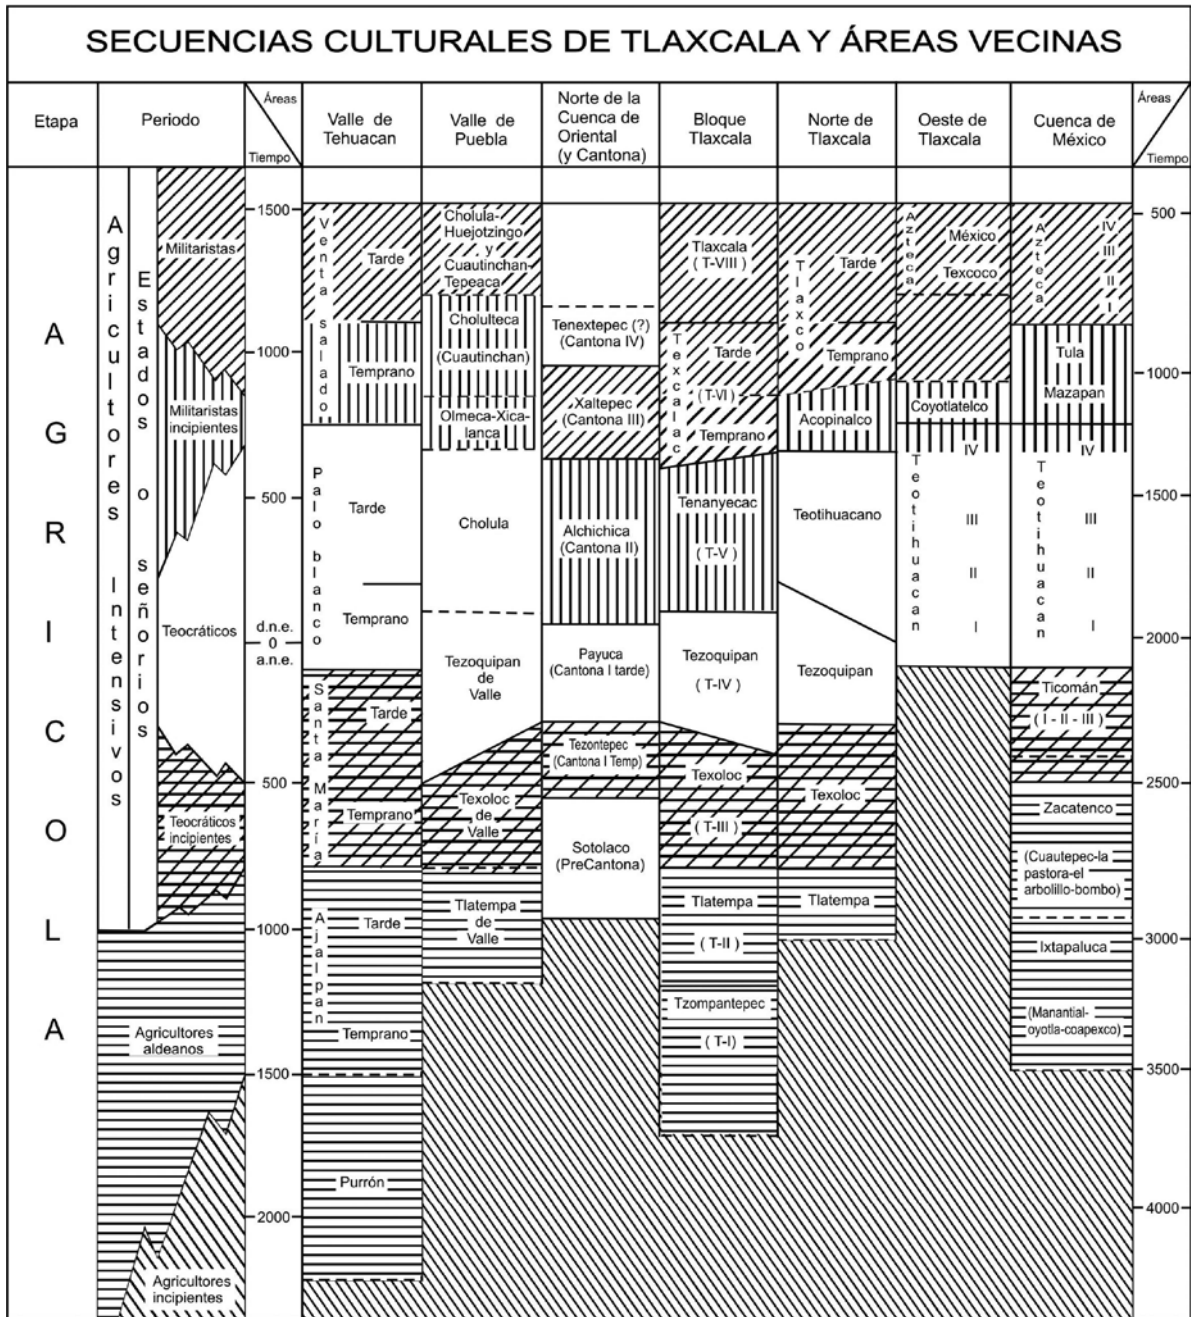 SECUENCIAS CULTURALES DE TLAXCALA Y ÁREAS VECINAS
Etapa
Periodo
Áreas
Tiempo
Valle de
Tehuacan
Valle de
Puebla
Norte de la
Cuenca de
Oriental
(y Cantona)
Bloque
Tlaxcala
Norte de
Tlaxcala
Oeste de
Tlaxcala
Cuenca de
México
Áreas
Tiempo
AGRICOLA
Agricultores Intensivos
Estados o señorios
Militaristas
Militaristas
incipientes
Teocráticos
Teocráticos
incipientes
Agricultores
aldeanos
Agricultores
incipientes
1500
1000
500
d.n.e.
0
a.n.e.
500
1000
1500
2000
Venta salado
Tarde
Temprano
Palo blanco
Tarde
Temprano
Santa María
Tarde
Temprano
Ajalpan
Tarde
Temprano
Purrón
Cholula-
Huejotzingo
y
Cuautinchan-
Tepeaca
Cholulteca
(Cuautinchan)
Olmeca-Xica-
lanca
Cholula
Tezoquipan
de
Valle
Texoloc
de
Valle
Tlatempa
de
Valle
Tenextepec (?)
(Cantona IV)
Xaltepec
(Cantona III)
Alchichica
(Cantona II)
Payuca
(Cantona I tarde)
Tezontepec
(Cantona I Temp)
Sotolaco
(PreCantona)
Tlaxcala
( T-VIII )
Texcalac
Tarde
(T-VI)
Temprano
Tenanyecac
( T-V )
Tezoquipan
( T-IV )
Texoloc
( T-III )
Tlatempa
( T-II )
Tzompantepec
( T-I)
Tlaxco
Tarde
Temprano
Acopinalco
Teotihuacano
Tezoquipan
Texoloc
Tlatempa
Azteca
México
Texcoco
Coyotlatelco
Teotihuacan
IV
III
II
I
Azteca
IV
III
II
I
Tula
Mazapan
Teotihuacan
IV
III
II
I
Ticomán
( I - II - III )
Zacatenco
(Cuautepec-la
pastora-el
arbolillo-bombo)
Ixtapaluca
(Manantial-
oyotla-coapexco)
500
1000
1500
2000
2500
3000
3500
4000